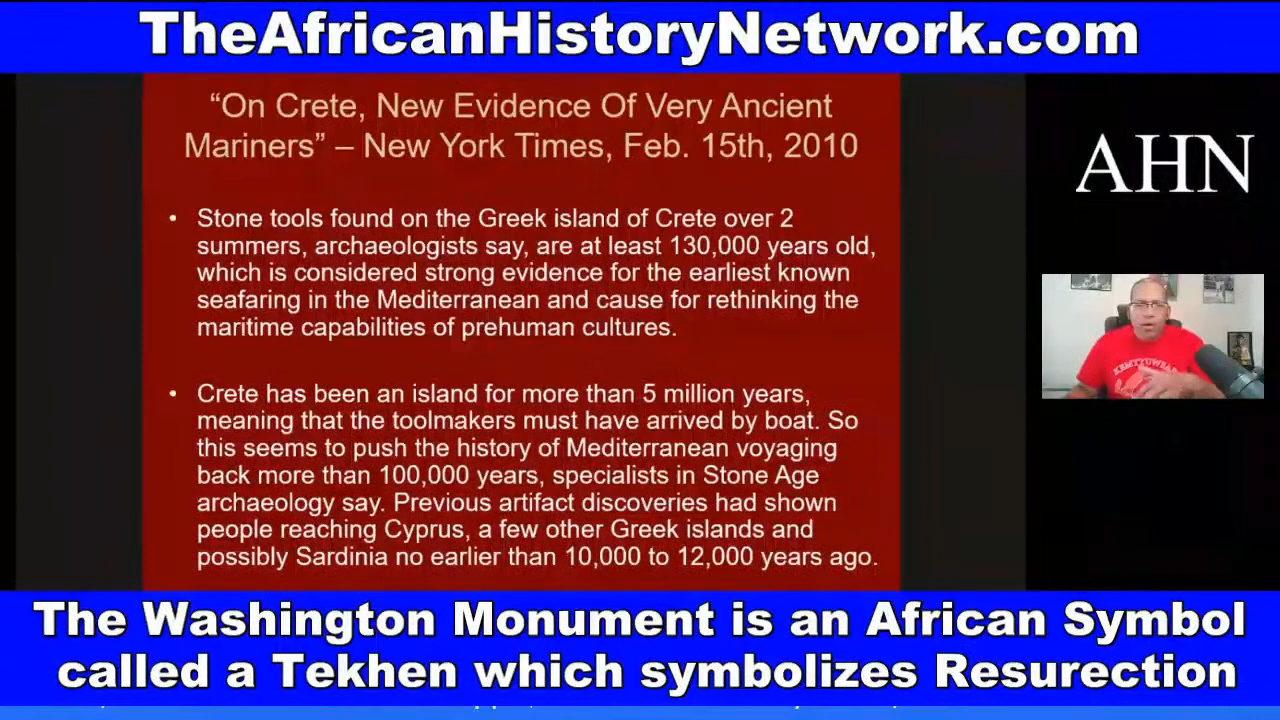 TheAfricanHistoryNetwork.com
“On Crete, New Evidence Of Very Ancient
Mariners” – New York Times, Feb. 15th, 2010
• Stone tools found on the Greek island of Crete over 2
summers, archaeologists say, are at least 130,000 years old,
which is considered strong evidence for the earliest known
seafaring in the Mediterranean and cause for rethinking the
maritime capabilities of prehuman cultures.
• Crete has been an island for more than 5 million years,
meaning that the toolmakers must have arrived by boat. So
this seems to push the history of Mediterranean voyaging
back more than 100,000 years, specialists in Stone Age
archaeology say. Previous artifact discoveries had shown
people reaching Cyprus, a few other Greek islands and
possibly Sardinia no earlier than 10,000 to 12,000 years ago.
AHN
The Washington Monument is an African Symbol
called a Tekhen which symbolizes Resurection